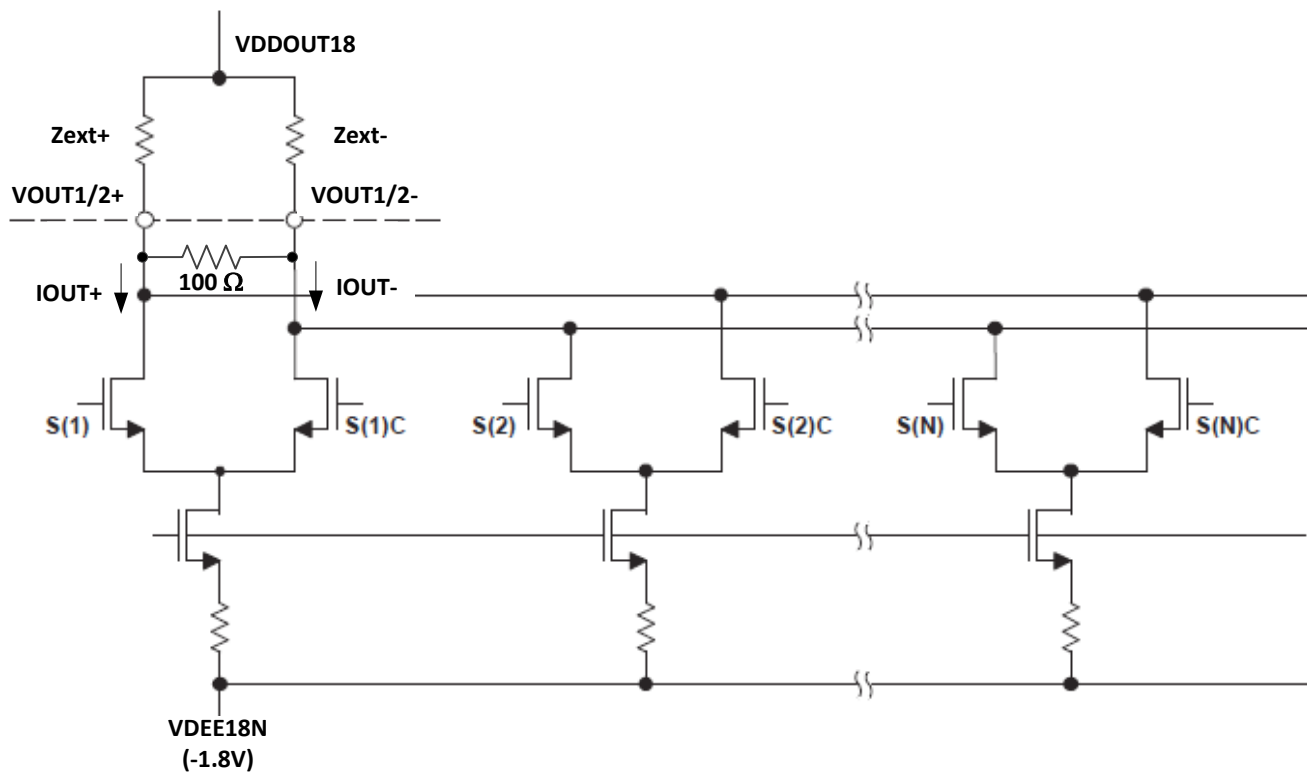 VDDOUT18
Zext+
Zext-
VOUT1/2+
VOUT1/2-
100 Ω
IOUT+
IOUT-
S(1)
S(1)C
S(2)
S(2)C
S(N)
S(N)C
VDEE18N
(-1.8V)